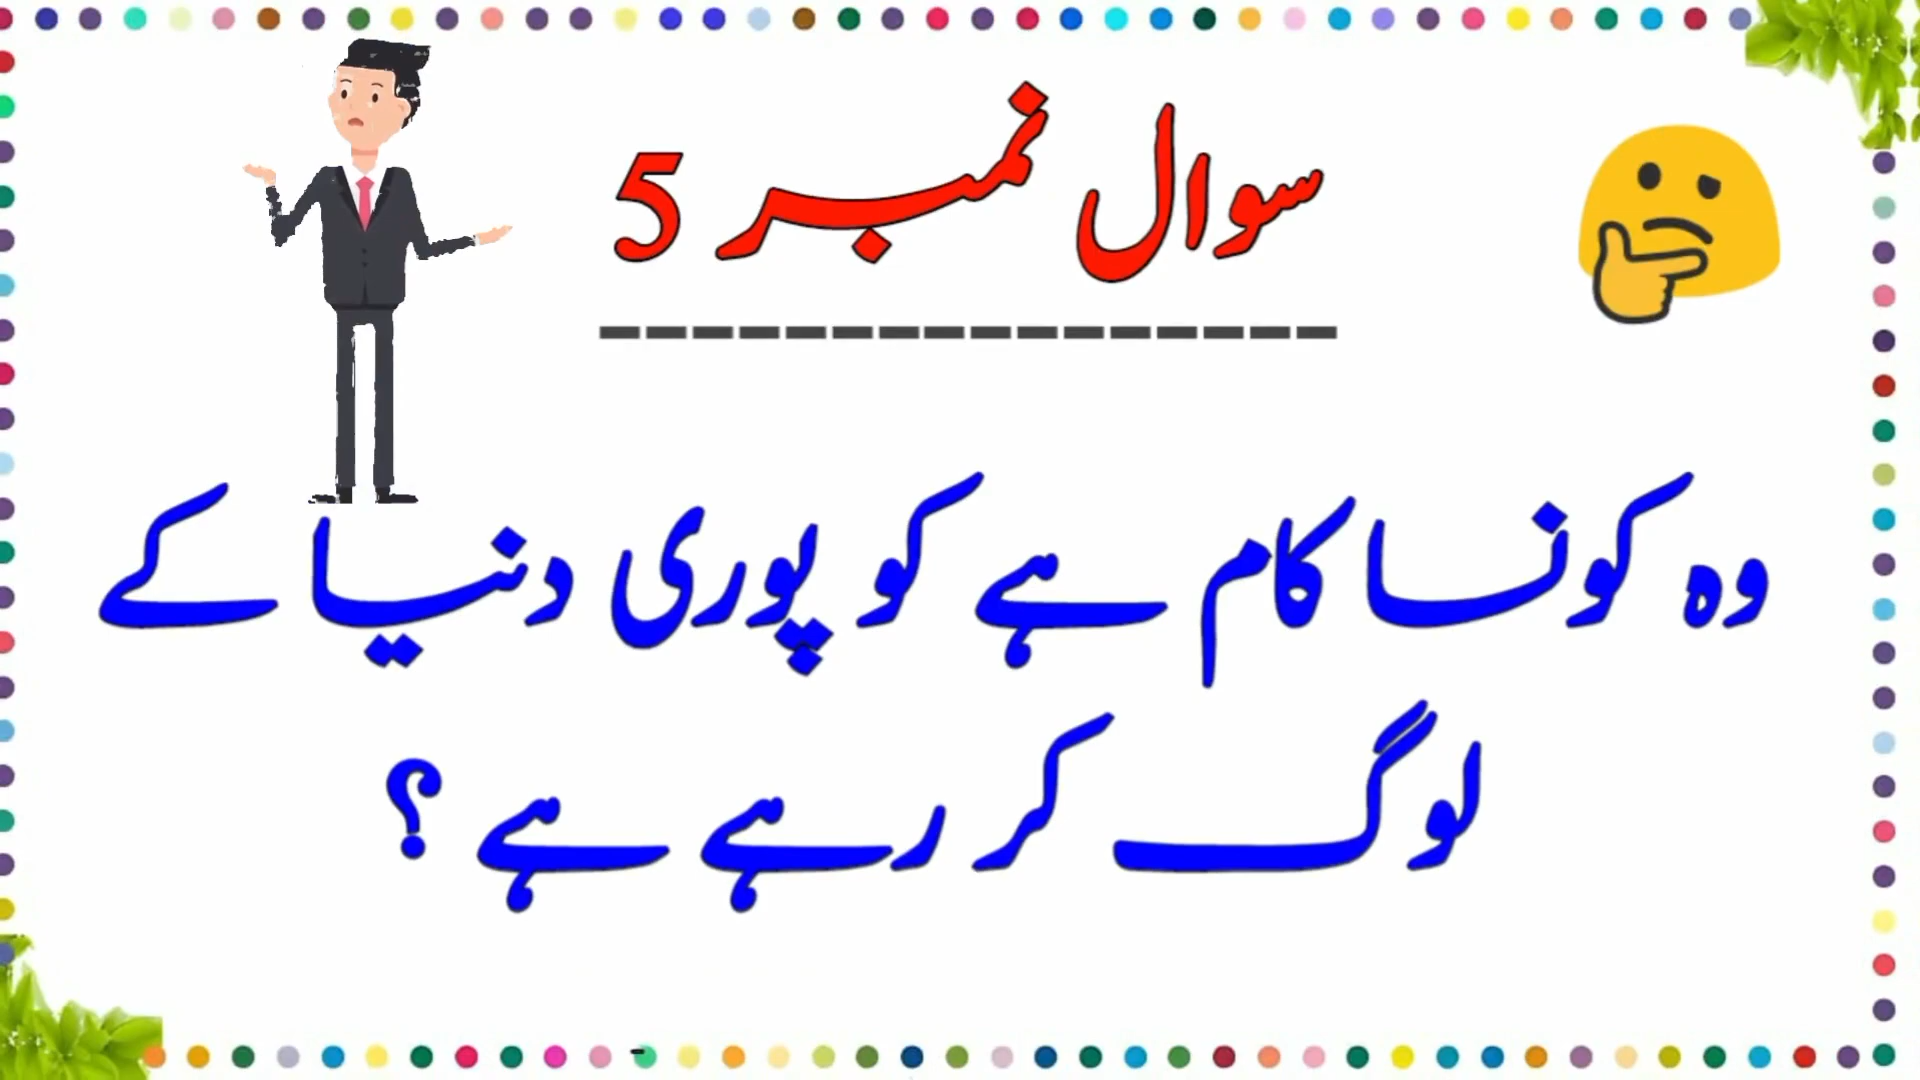 سوال نمبر 5
وہ کونسا کام ہے کو پوری دنیا کے
لوگ کر رہے ہے ؟